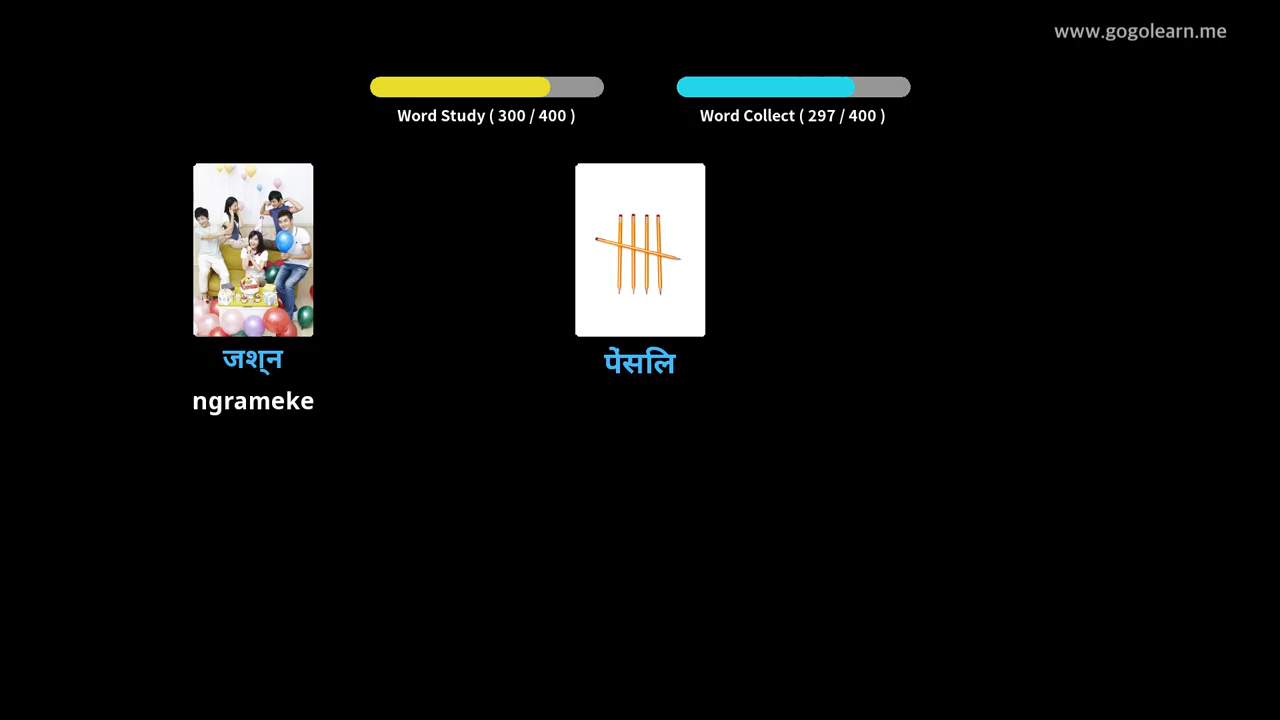 www.gogolearn.me
Word Study ( 300 / 400 )
Word Collect ( 297 / 400 )
जश्न
पेंसलि
ngrameke